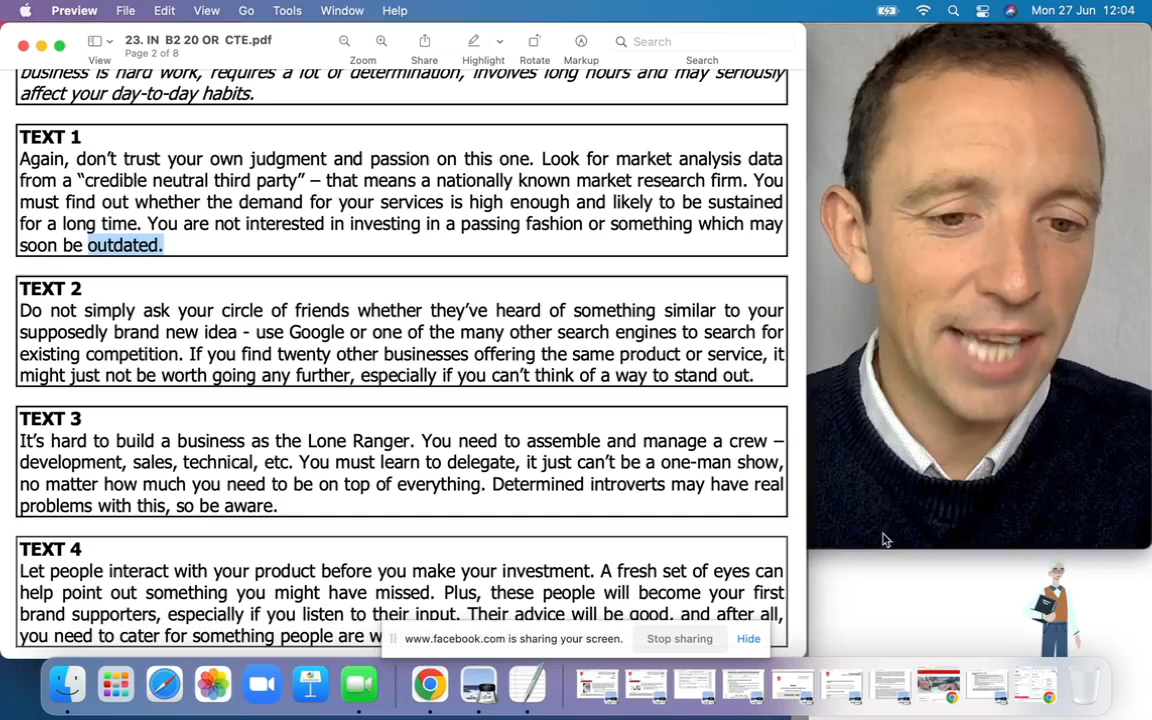 Preview File Edit View Go Tools Window Help Mon 27 Jun 12:04
23. IN B2 20 OR CTE.pdf
Page 2 of 8
Search
View Zoom Share Highlight Rotate Markup Search
business is hard work, requires a lot of determination, involves long hours and may seriously
affect your day-to-day habits.
TEXT 1
Again, don't trust your own judgment and passion on this one. Look for market analysis data
from a “credible neutral third party” – that means a nationally known market research firm. You
must find out whether the demand for your services is high enough and likely to be sustained
for a long time. You are not interested in investing in a passing fashion or something which may
soon be outdated.
TEXT 2
Do not simply ask your circle of friends whether they've heard of something similar to your
supposedly brand new idea - use Google or one of the many other search engines to search for
existing competition. If you find twenty other businesses offering the same product or service, it
might just not be worth going any further, especially if you can't think of a way to stand out.
TEXT 3
It's hard to build a business as the Lone Ranger. You need to assemble and manage a crew –
development, sales, technical, etc. You must learn to delegate, it just can't be a one-man show,
no matter how much you need to be on top of everything. Determined introverts may have real
problems with this, so be aware.
TEXT 4
Let people interact with your product before you make your investment. A fresh set of eyes can
help point out something you might have missed. Plus, these people will become your first
brand supporters, especially if you listen to their input. Their advice will be good, and after all,
you need to cater for something people are w
www.facebook.com is sharing your screen. Stop sharing Hide